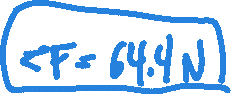 <F = 64.4 N